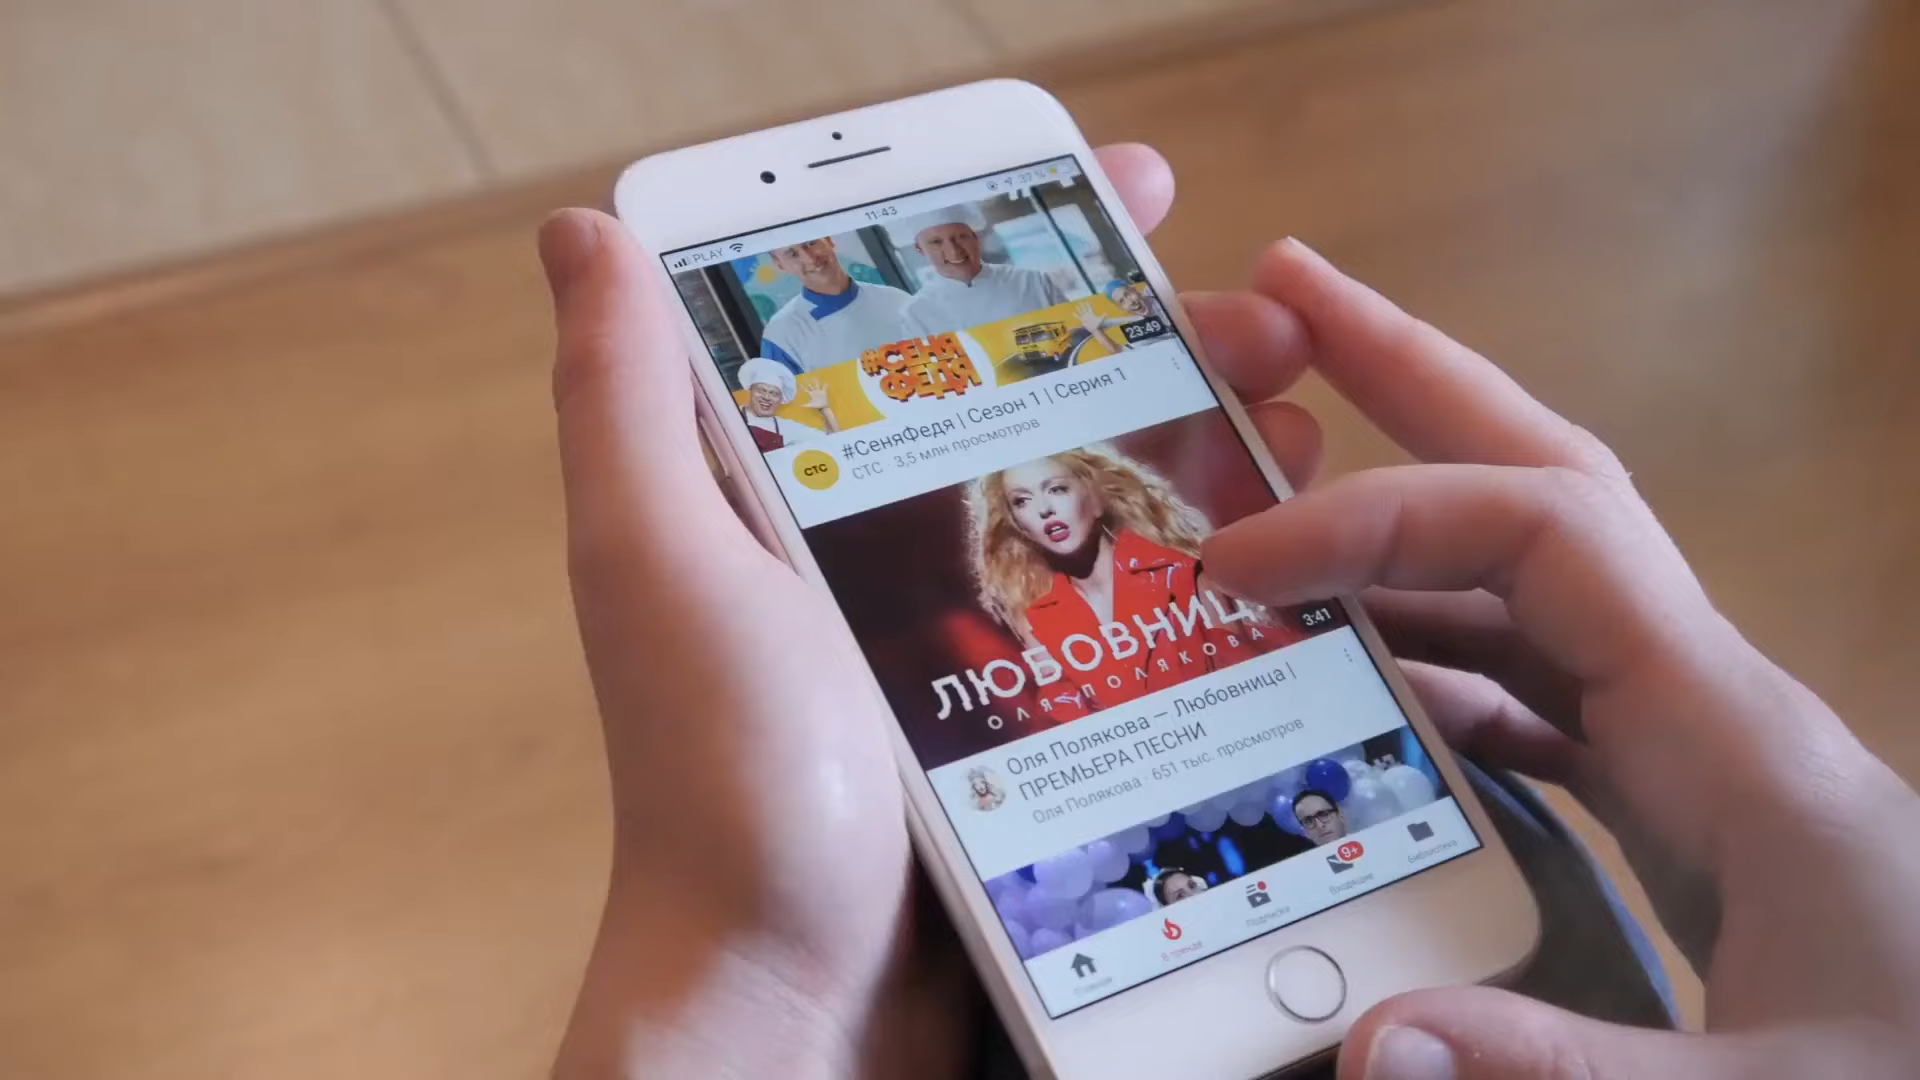 PLAY
11:43
37 %
23:49
#СЕНЯ
ФЕДЯ
СТС
#СеняФедя | Сезон 1 | Серия 1
СТС · 3,5 млн просмотров
ЛЮБОВНИЦ
ОЛЯ ПОЛЯКОВА
3:41
Оля Полякова – Любовница |
ПРЕМЬЕРА ПЕСНИ
Оля Полякова · 651 тыс. просмотров
9+
Главная
В тренде
Подписки
Входящие
Библиотека